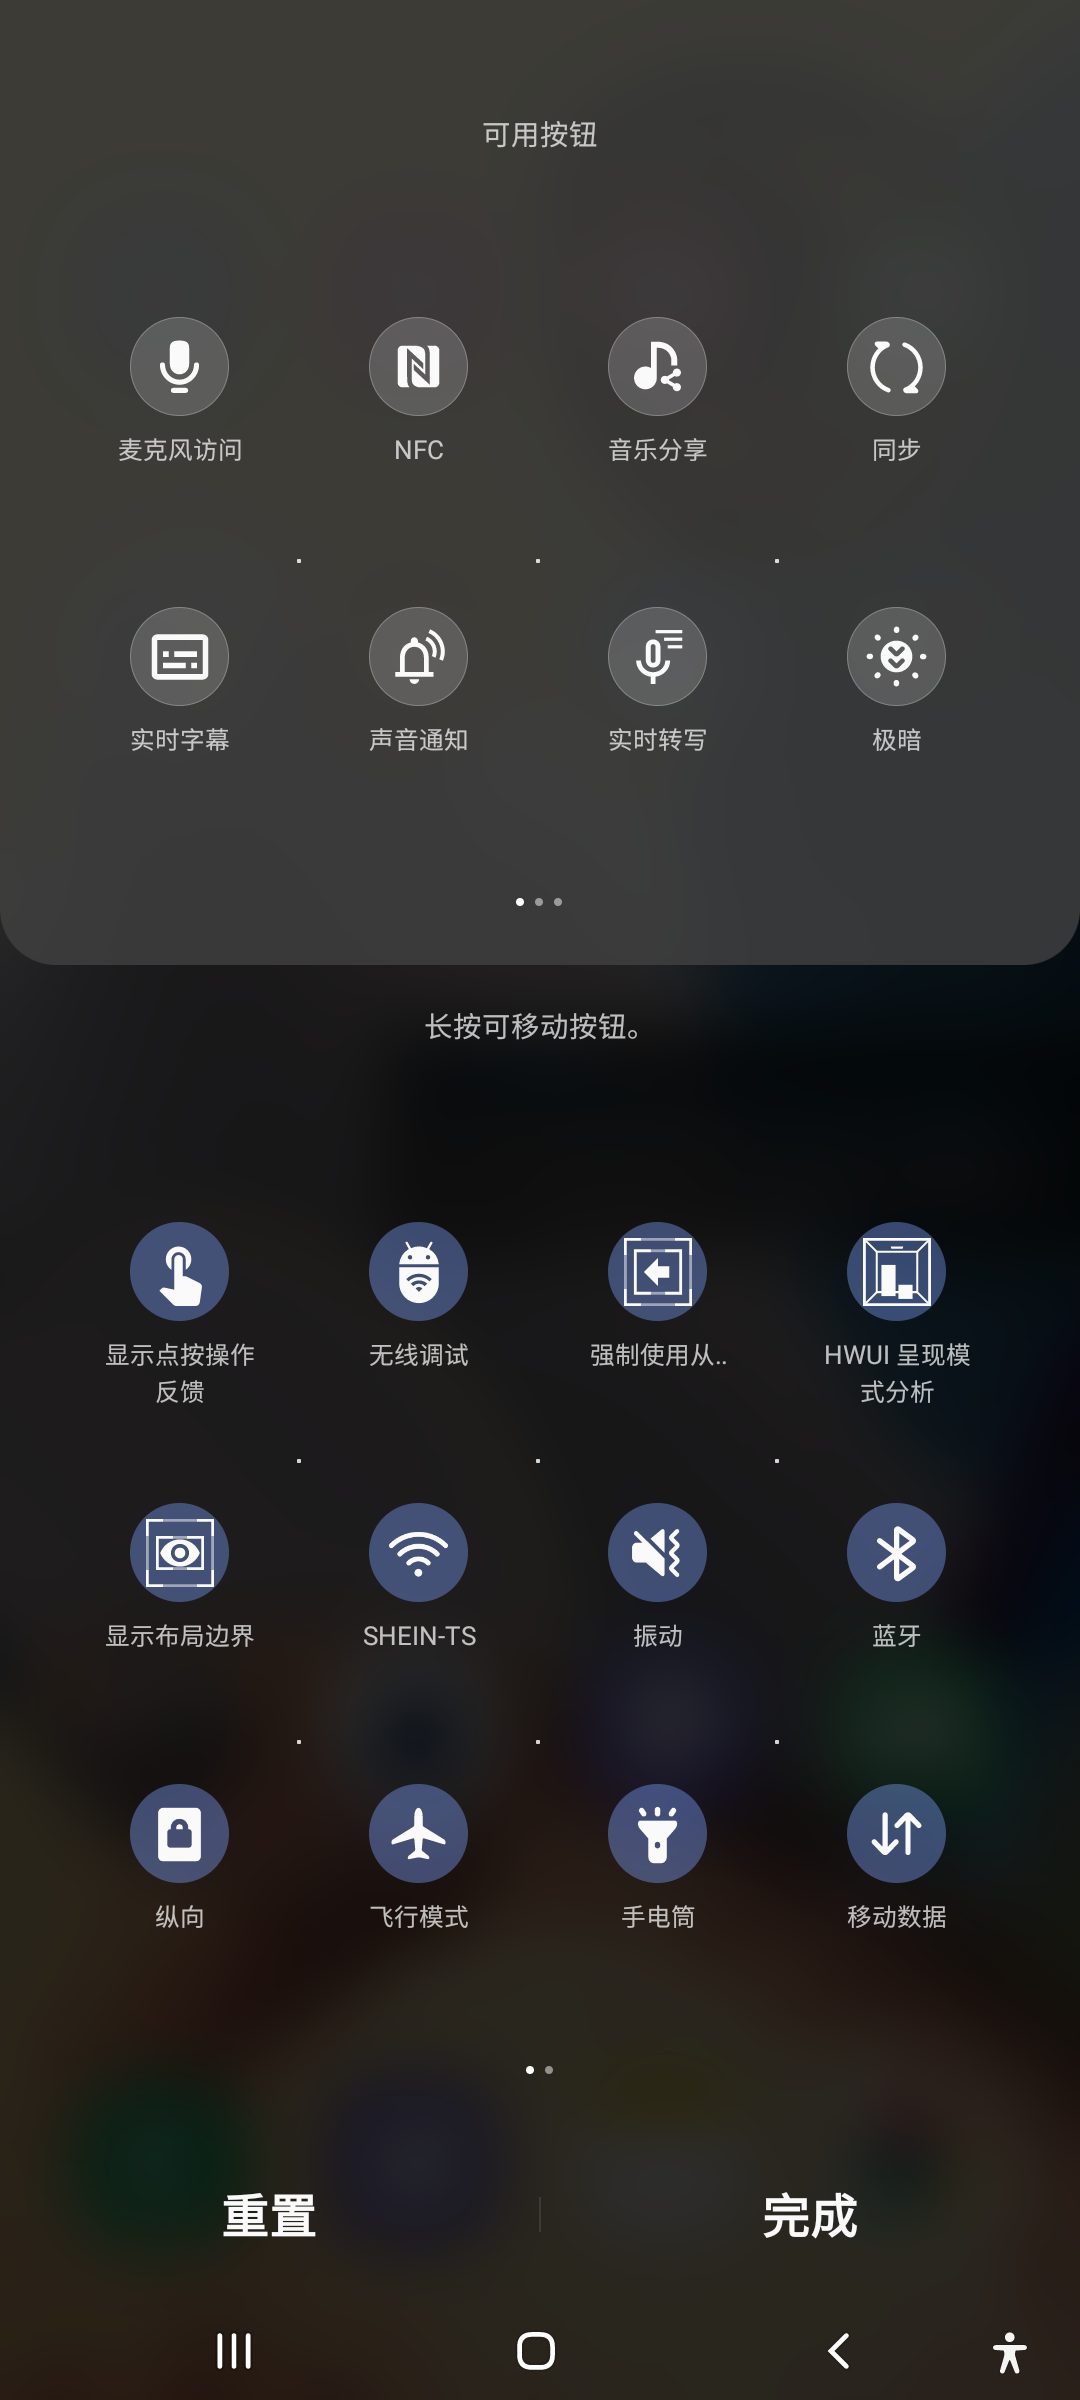 可用按钮
麦克风访问
NFC
音乐分享
同步
实时字幕
声音通知
实时转写
极暗
长按可移动按钮。
显示点按操作
反馈
无线调试
强制使用从..
HWUI 呈现模
式分析
显示布局边界
SHEIN-TS
振动
蓝牙
纵向
飞行模式
手电筒
移动数据
重置
完成